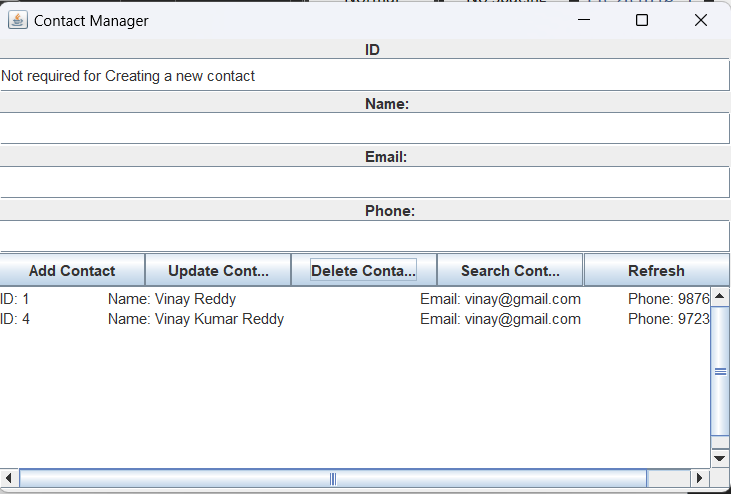 Contact Manager
ID
Not required for Creating a new contact
Name:
Email:
Phone:
Add Contact Update Cont... Delete Conta... Search Cont... Refresh
ID: 1 Name: Vinay Reddy Email: vinay@gmail.com Phone: 9876
ID: 4 Name: Vinay Kumar Reddy Email: vinay@gmail.com Phone: 9723